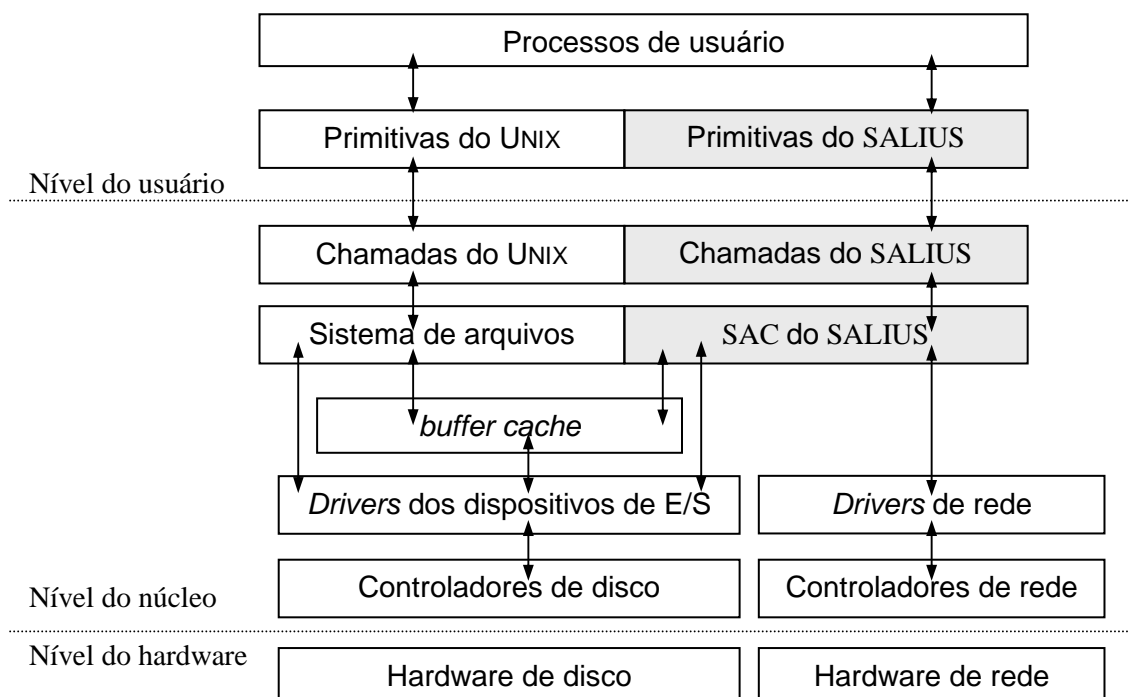 Processos de usuário
Primitivas do UNIX
Primitivas do SALIUS
Nível do usuário
Chamadas do UNIX
Chamadas do SALIUS
Sistema de arquivos
SAC do SALIUS
buffer cache
Drivers dos dispositivos de E/S
Drivers de rede
Controladores de disco
Controladores de rede
Nível do núcleo
Nível do hardware
Hardware de disco
Hardware de rede